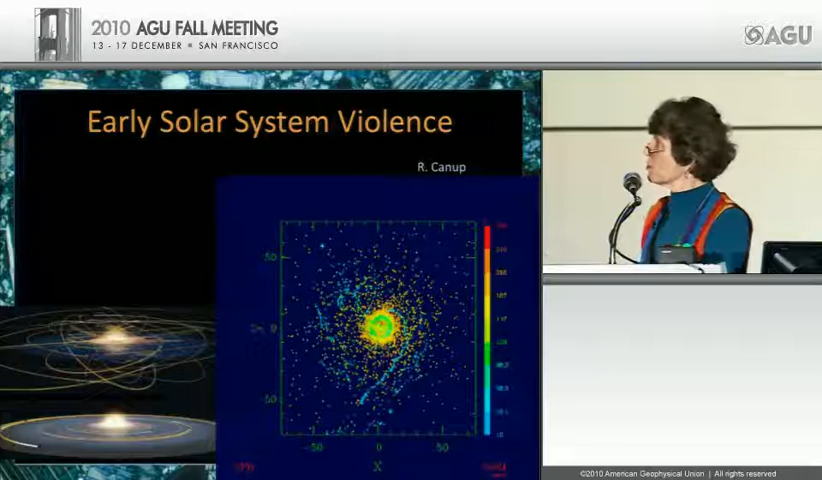 2010 AGU FALL MEETING
13 - 17 DECEMBER SAN FRANCISCO
AGU
Early Solar System Violence
R. Canup
50
0
-50
-50 0 50
X
©2010 American Geophysical Union | All rights reserved